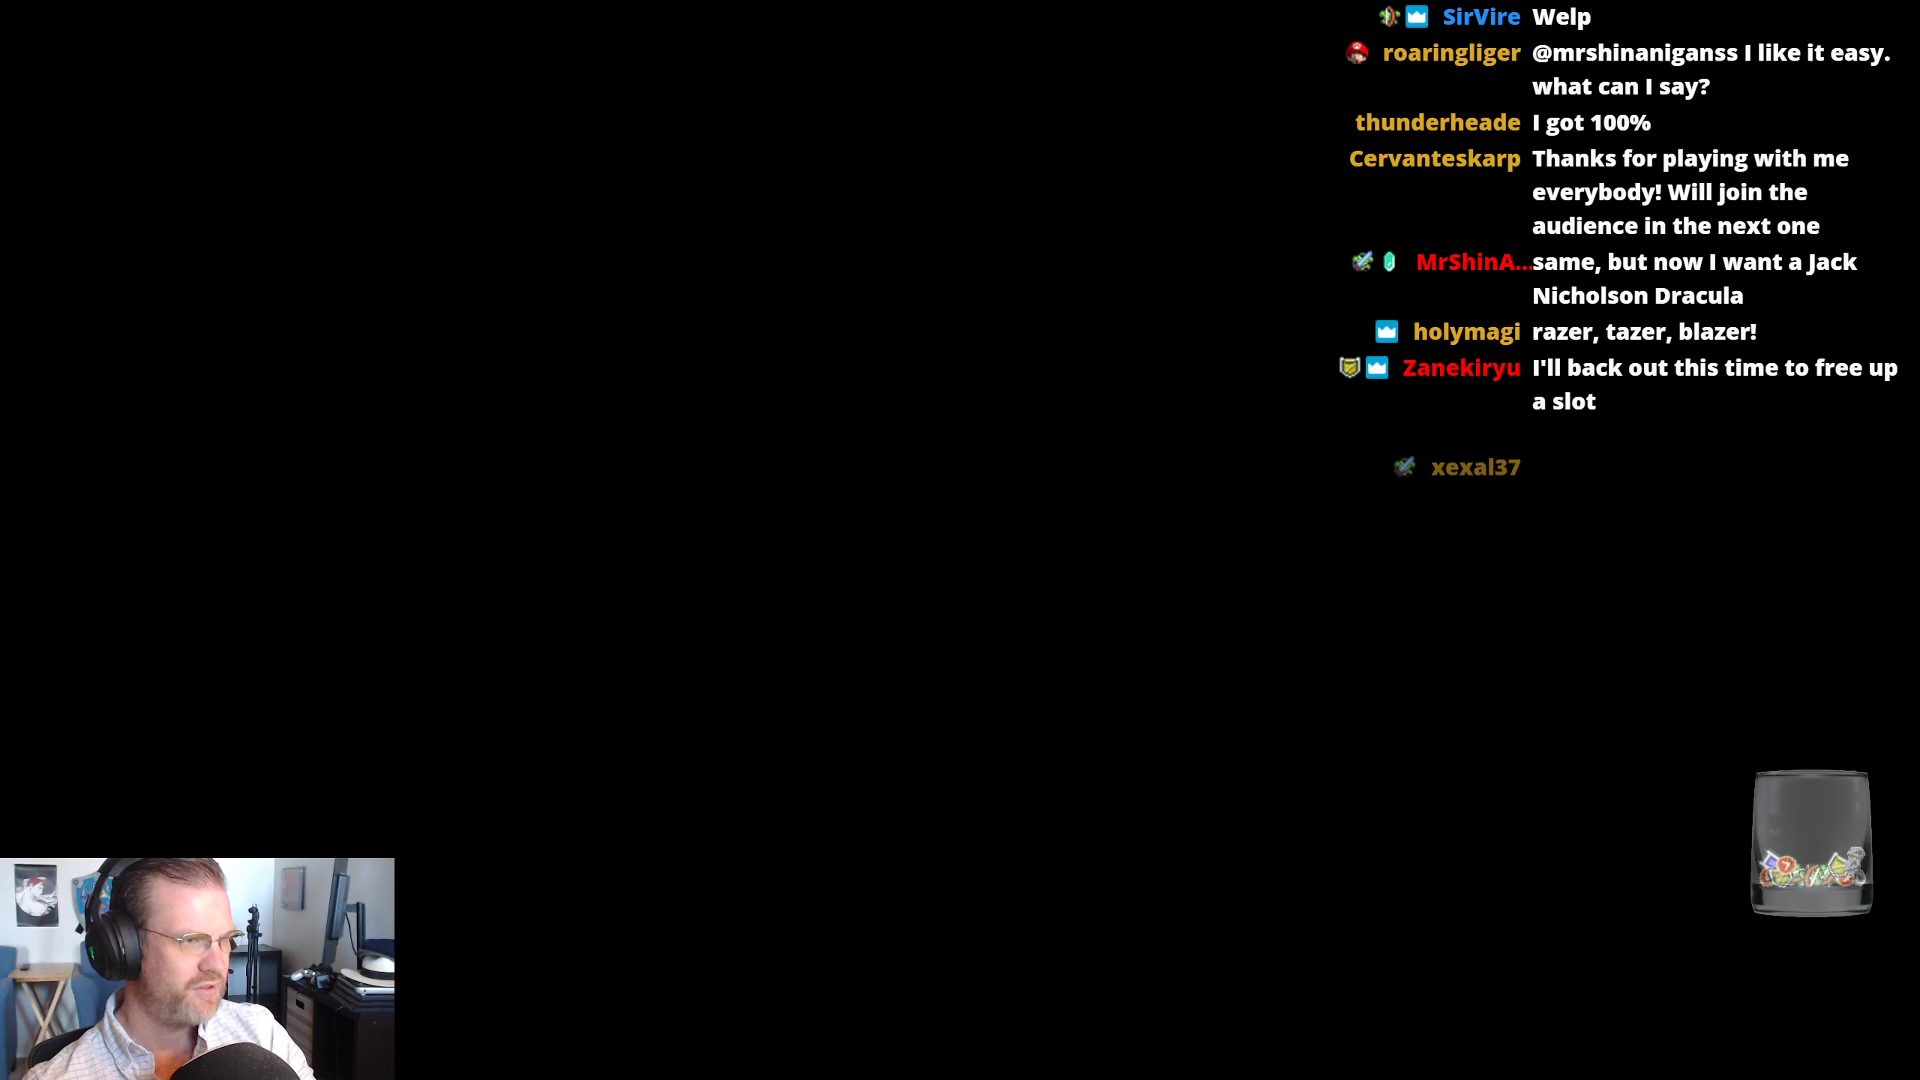 SirVire Welp
roaringliger @mrshinaniganss I like it easy.
what can I say?
thunderheade I got 100%
Cervanteskarp Thanks for playing with me
everybody! Will join the
audience in the next one
MrShinA... same, but now I want a Jack
Nicholson Dracula
holymagi razer, tazer, blazer!
Zanekiryu I'll back out this time to free up
a slot
xexal37